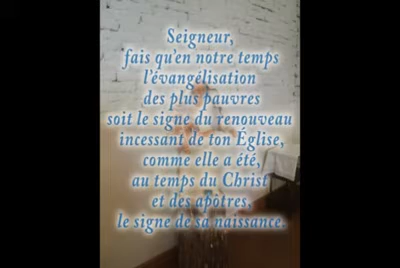 Seigneur,
fais qu'en notre temps
l'évangélisation
des plus pauvres
soit le signe du renouveau
incessant de ton Église,
comme elle a été,
au temps du Christ
et des apôtres,
le signe de sa naissance.